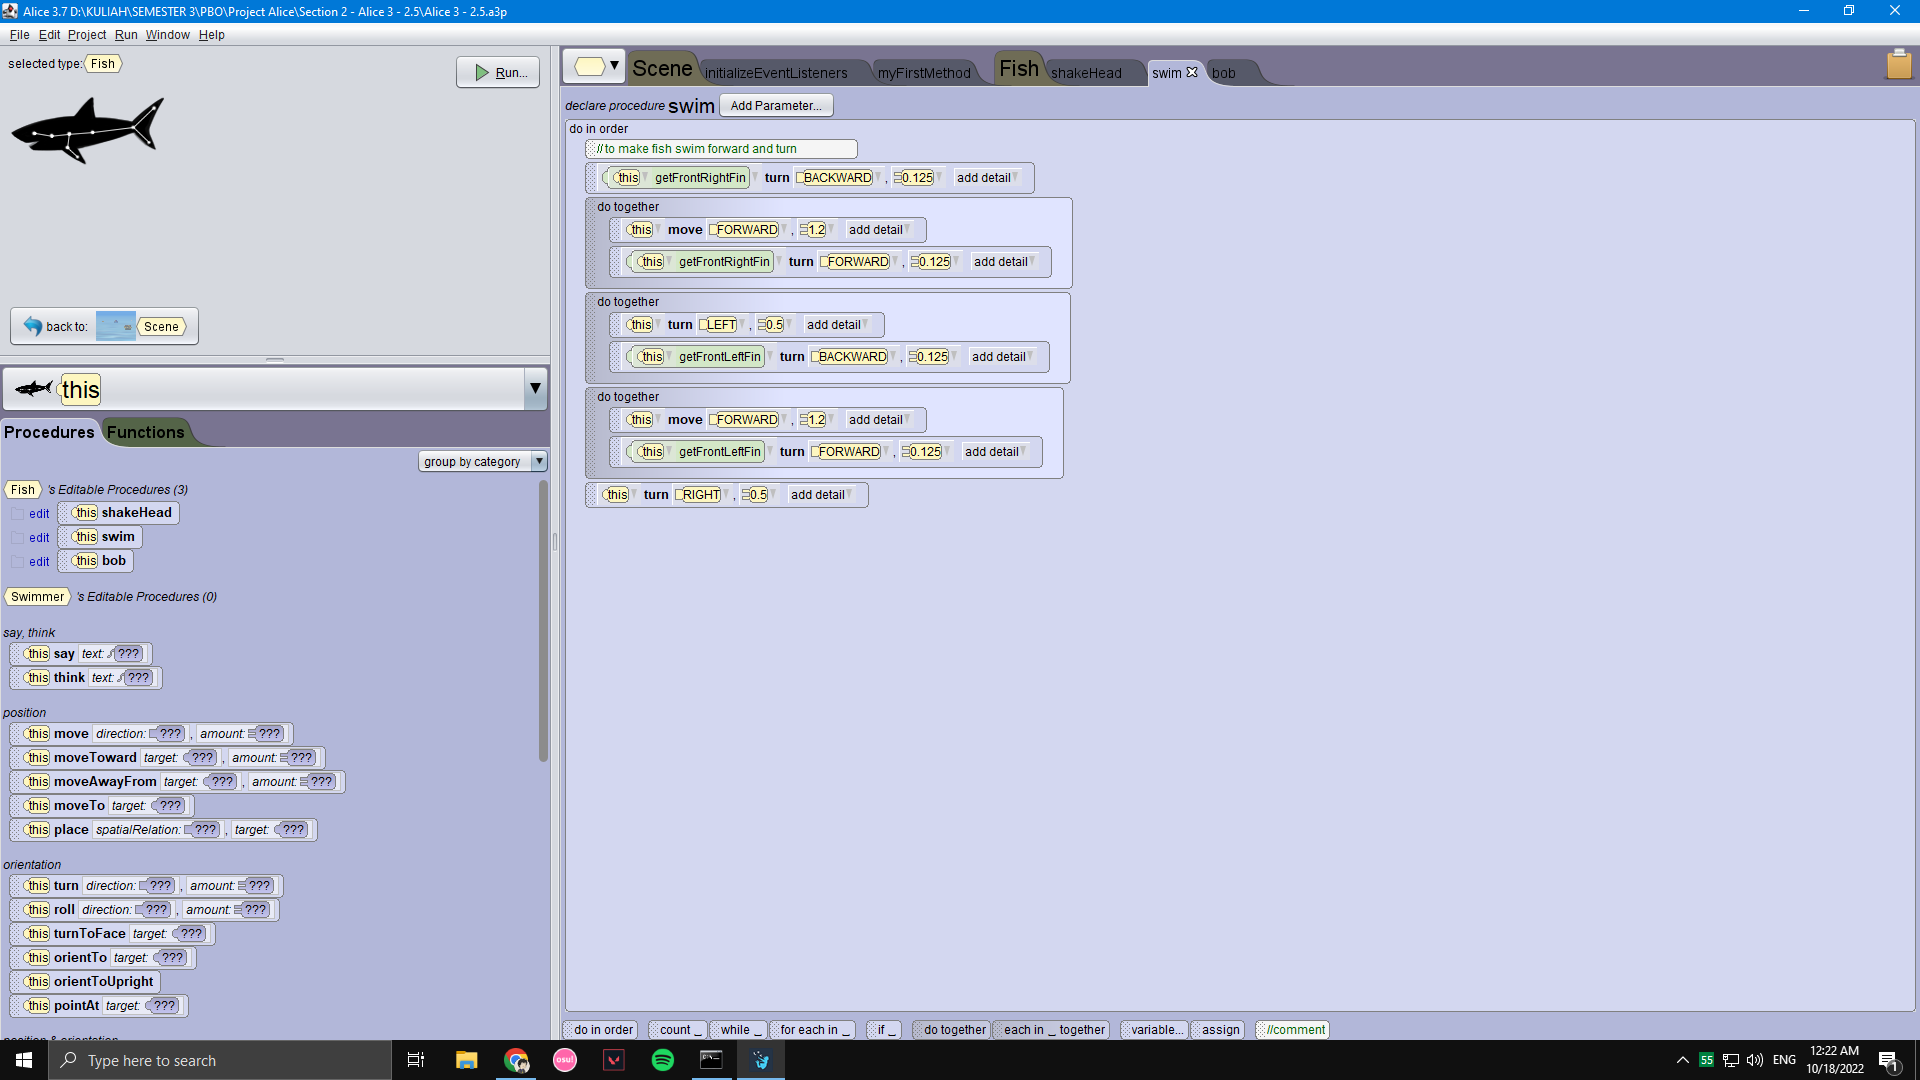 Alice 3.7 D:\KULIAH\SEMESTER 3\PBO\Project Alice\Section 2 - Alice 3 - 2.5\Alice 3 - 2.5.a3p
File Edit Project Run Window Help
selected type: Fish
Run...
back to: Scene
this
Procedures Functions
group by category
Fish 's Editable Procedures (3)
edit this shakeHead
edit this swim
edit this bob
Swimmer 's Editable Procedures (0)
say, think
this say text: ???
this think text: ???
position
this move direction: ??? , amount: ???
this moveToward target: ??? , amount: ???
this moveAwayFrom target: ??? , amount: ???
this moveTo target: ???
this place spatialRelation: ??? , target: ???
orientation
this turn direction: ??? , amount: ???
this roll direction: ??? , amount: ???
this turnToFace target: ???
this orientTo target: ???
this orientToUpright
this pointAt target: ???
position & orientation
Scene initializeEventListeners myFirstMethod Fish shakeHead swim bob
declare procedure swim Add Parameter...
do in order
//to make fish swim forward and turn
this getFrontRightFin turn BACKWARD , 0.125 add detail
do together
this move FORWARD , 1.2 add detail
this getFrontRightFin turn FORWARD , 0.125 add detail
do together
this turn LEFT , 0.5 add detail
this getFrontLeftFin turn BACKWARD , 0.125 add detail
do together
this move FORWARD , 1.2 add detail
this getFrontLeftFin turn FORWARD , 0.125 add detail
this turn RIGHT , 0.5 add detail
do in order count _ while _ for each in _ if _ do together each in _ together variable... assign //comment
Type here to search
osu!
55
ENG
12:22 AM
10/18/2022
1